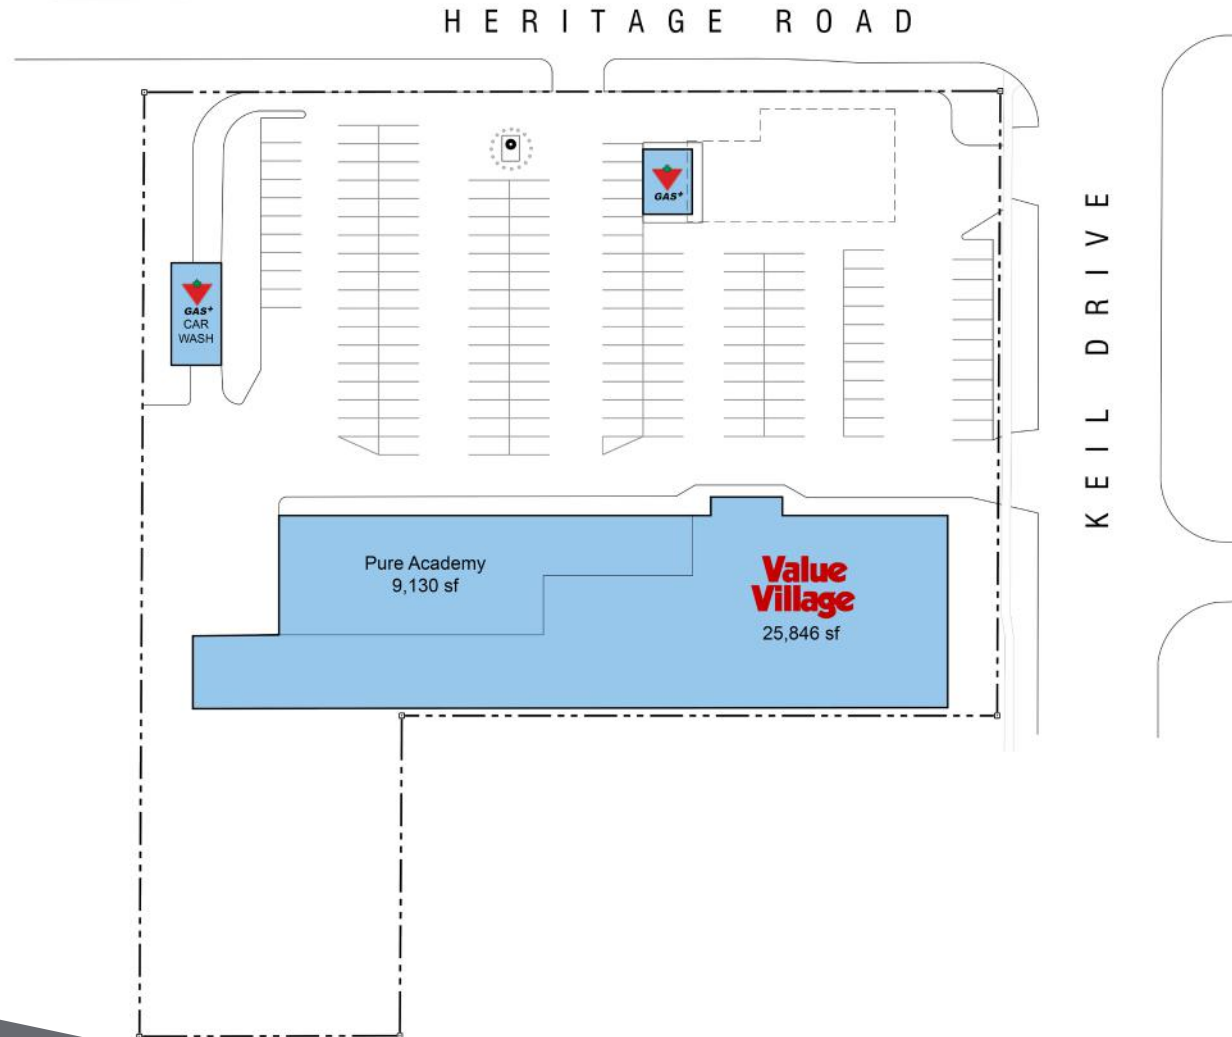 HERITAGE ROAD
GAS+
GAS+
CAR
WASH
KEIL DRIVE
Pure Academy
9,130 sf
Value
Village
25,846 sf